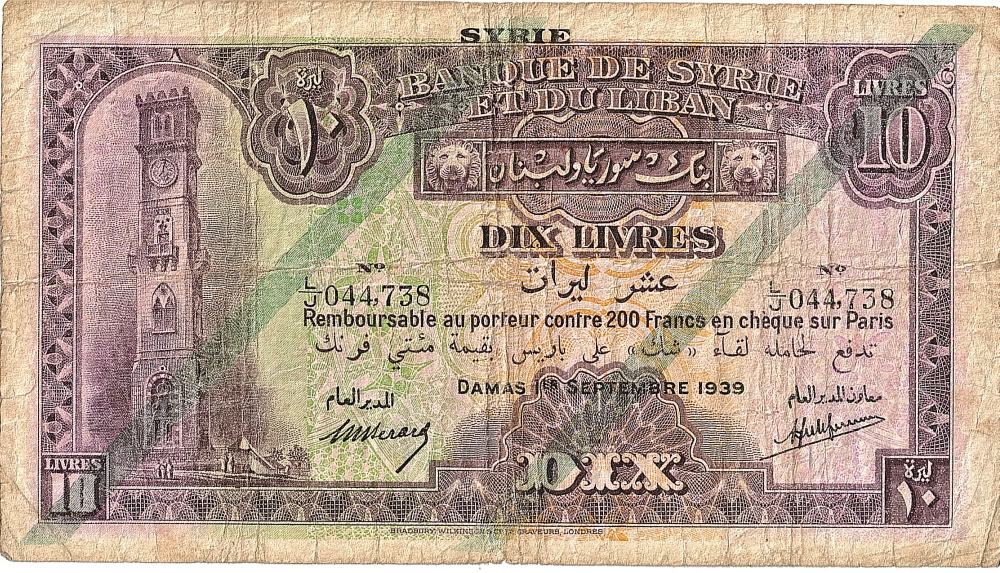 SYRIE
BANQUE DE SYRIE
ET DU LIBAN
ليرة
١٠
LIVRES
10
بنك سوريا ولبنان
DIX LIVRES
عشر ليرات
Nº
Nº
L/J 044,738
L/J 044,738
Remboursable au porteur contre 200 Francs en chèque sur Paris
تدفع لحامله لقاء «شك» على باريس بقيمة مئتي فرنك
DAMAS 1ER SEPTEMBRE 1939
المدير العام
معاون المدير العام
LIVRES
10
10 DIX
ليرة
١٠
BRADBURY, WILKINSON & Cº LD GRAVEURS, LONDRES